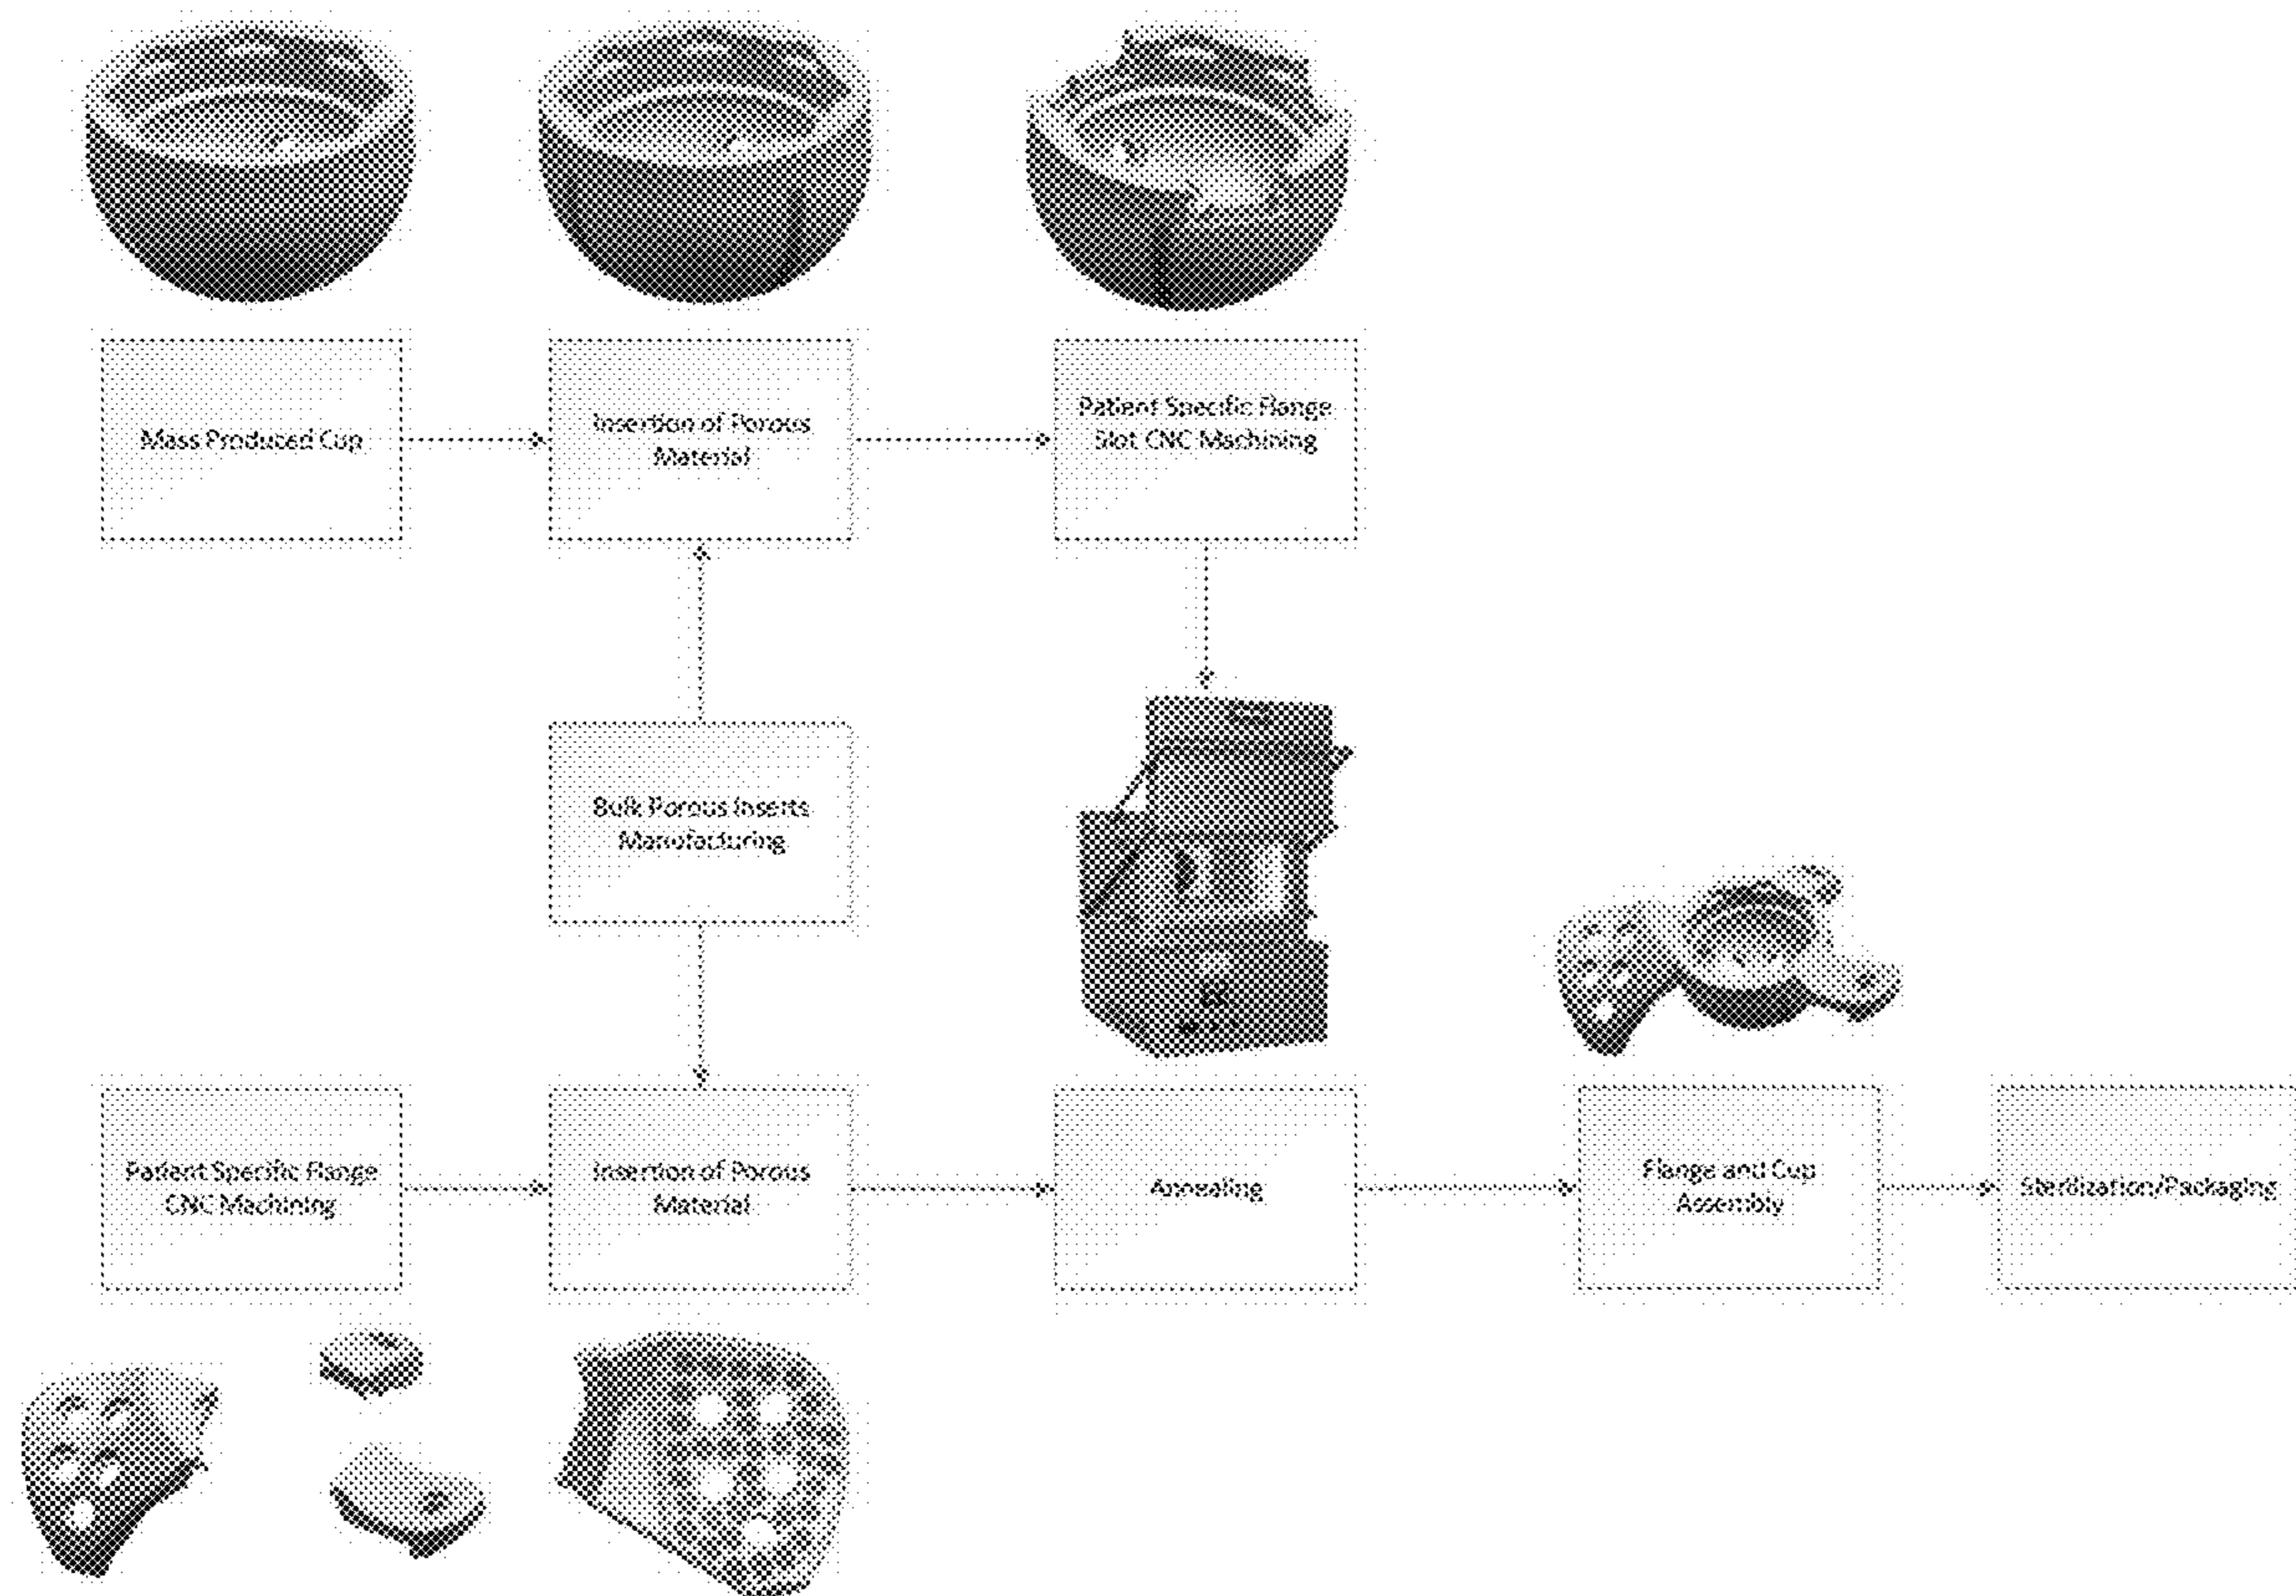 Mass Produced Cup
Insertion of Porous
Material
Patient Specific Flange
Slot CNC Machining
Bulk Porous Inserts
Manufacturing
Patient Specific Flange
CNC Machining
Insertion of Porous
Material
Annealing
Flange and Cup
Assembly
Sterilization/Packaging